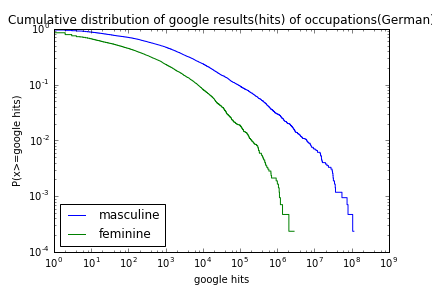 Cumulative distribution of google results(hits) of occupations(German)
P(x>=google hits)
10^0
10^-1
10^-2
10^-3
10^-4
masculine
feminine
10^0 10^1 10^2 10^3 10^4 10^5 10^6 10^7 10^8 10^9
google hits